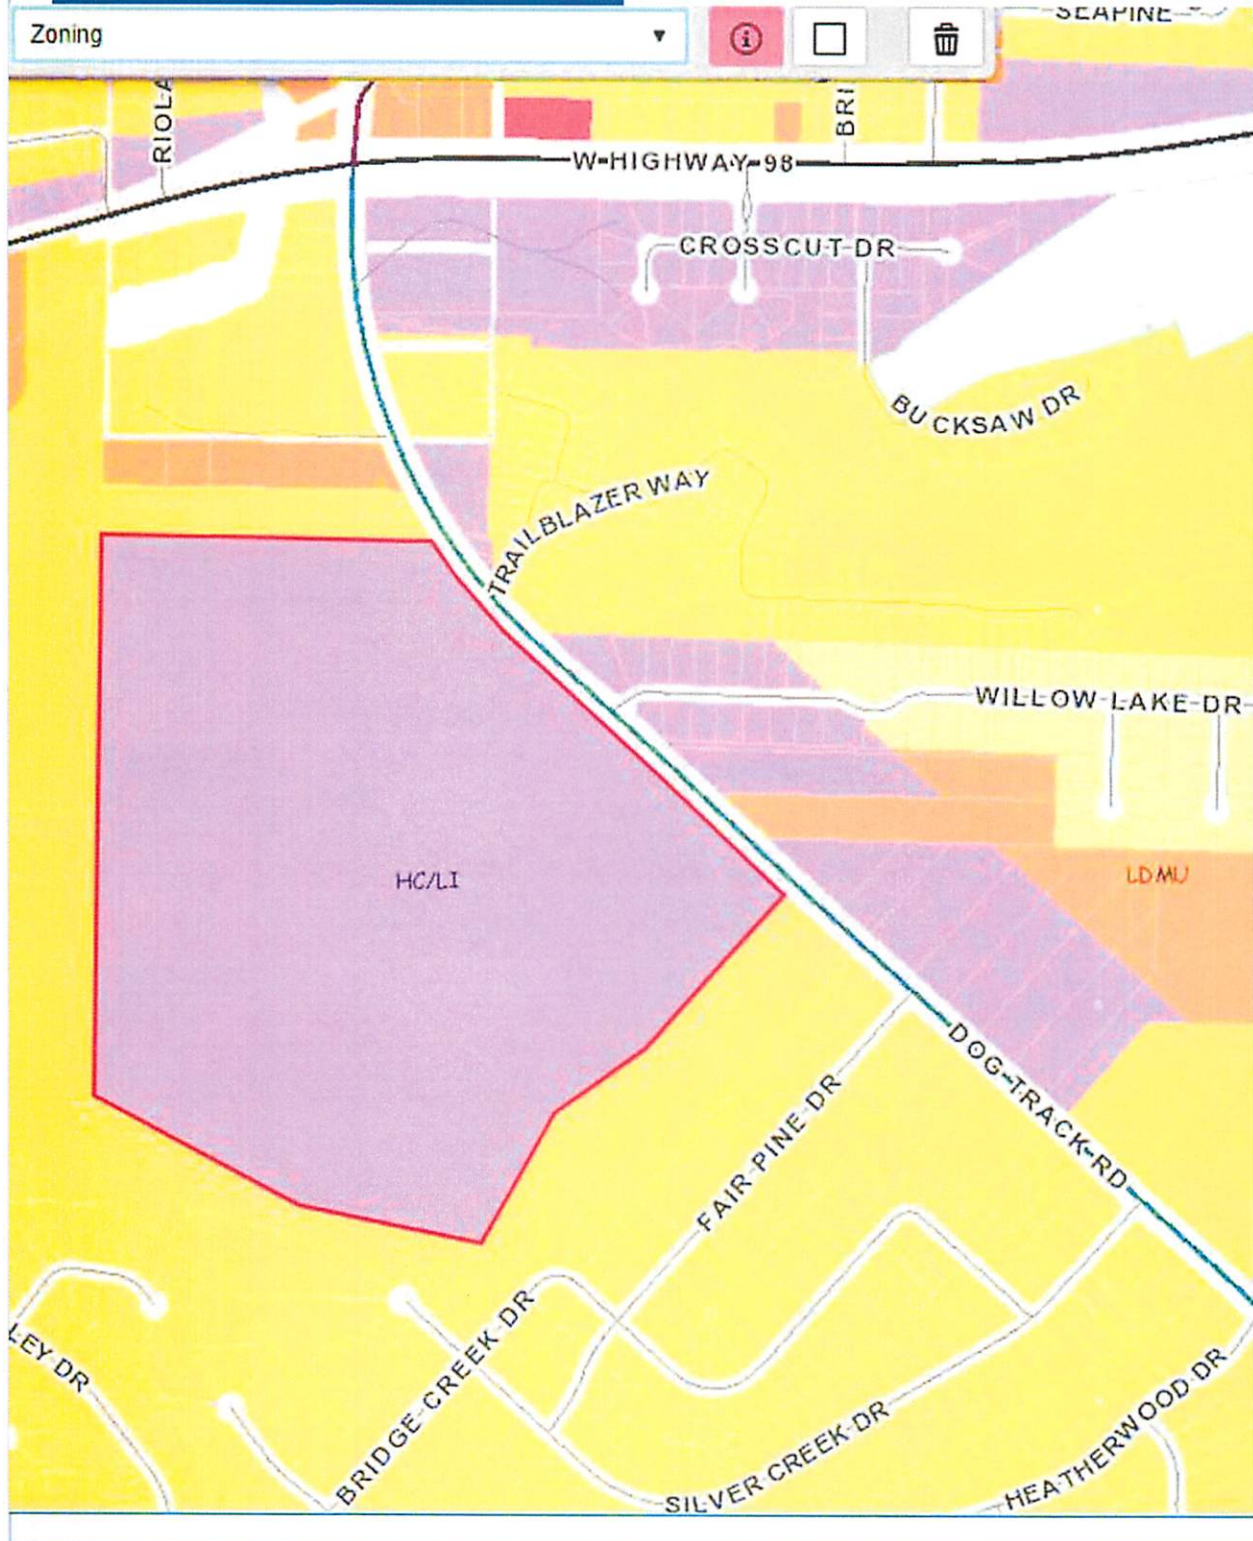 Zoning
SEAPINE
RIOLA
BRI
W-HIGHWAY-98
CROSSCUT-DR
BUCKSAW DR
TRAILBLAZER WAY
WILLOW-LAKE-DR
HC/LI
LDMU
DOG-TRACK-RD
FAIR-PINE-DR
LEY-DR
BRIDGE-CREEK-DR
SILVER-CREEK-DR
HEATHERWOOD-DR